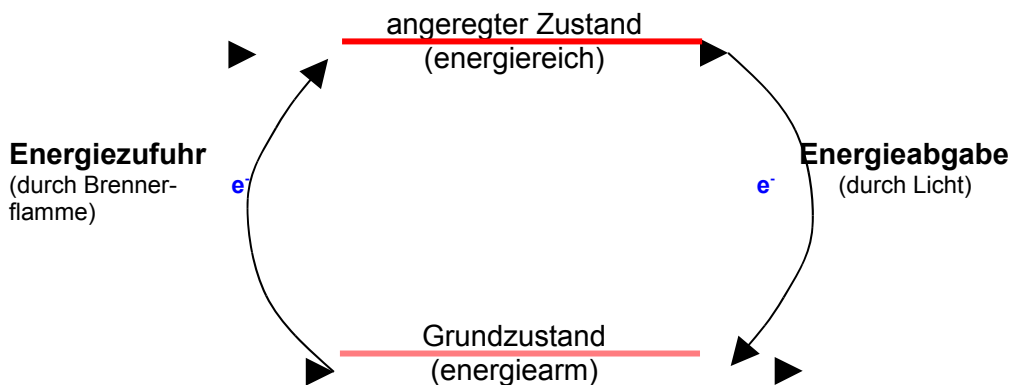 angeregter Zustand
(energiereich)
Energiezufuhr
(durch Brenner-
flamme)
e-
e-
Energieabgabe
(durch Licht)
Grundzustand
(energiearm)